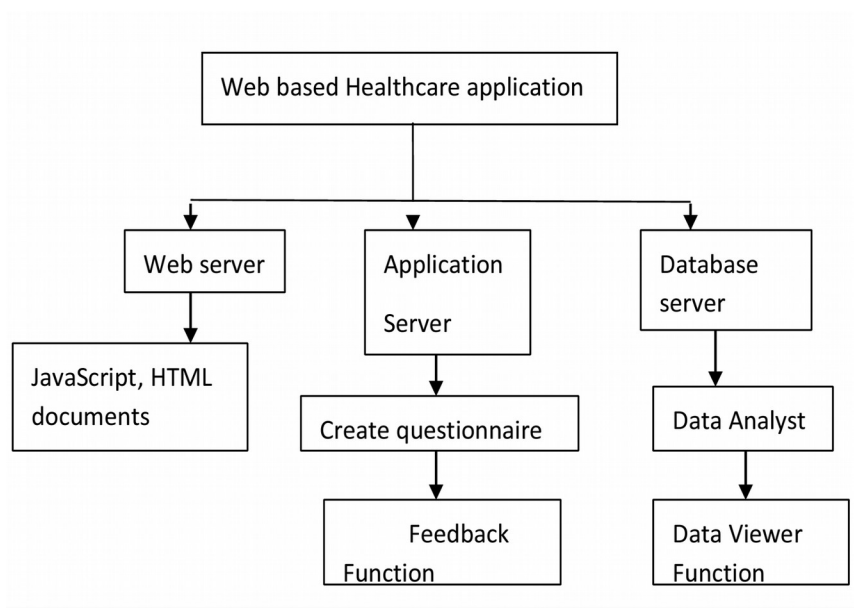 Web based Healthcare application
Web server
Application
Server
Database
server
JavaScript, HTML
documents
Create questionnaire
Data Analyst
Feedback
Function
Data Viewer
Function